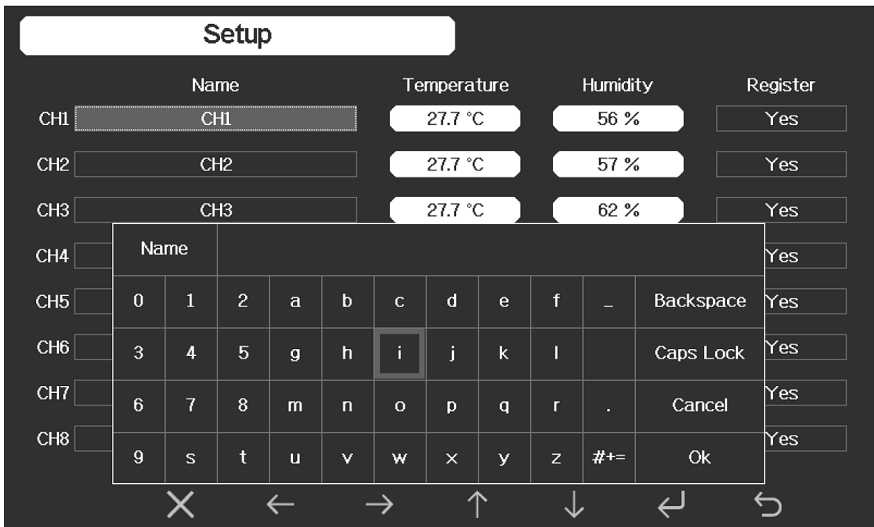 Setup
Name Temperature Humidity Register
CH1 CH1 27.7 °C 56 % Yes
CH2 CH2 27.7 °C 57 % Yes
CH3 CH3 27.7 °C 62 % Yes
CH4 Yes
CH5 Yes
CH6 Yes
CH7 Yes
CH8 Yes
Name
0 1 2 a b c d e f _ Backspace
3 4 5 g h i j k l Caps Lock
6 7 8 m n o p q r . Cancel
9 s t u v w x y z #+= Ok